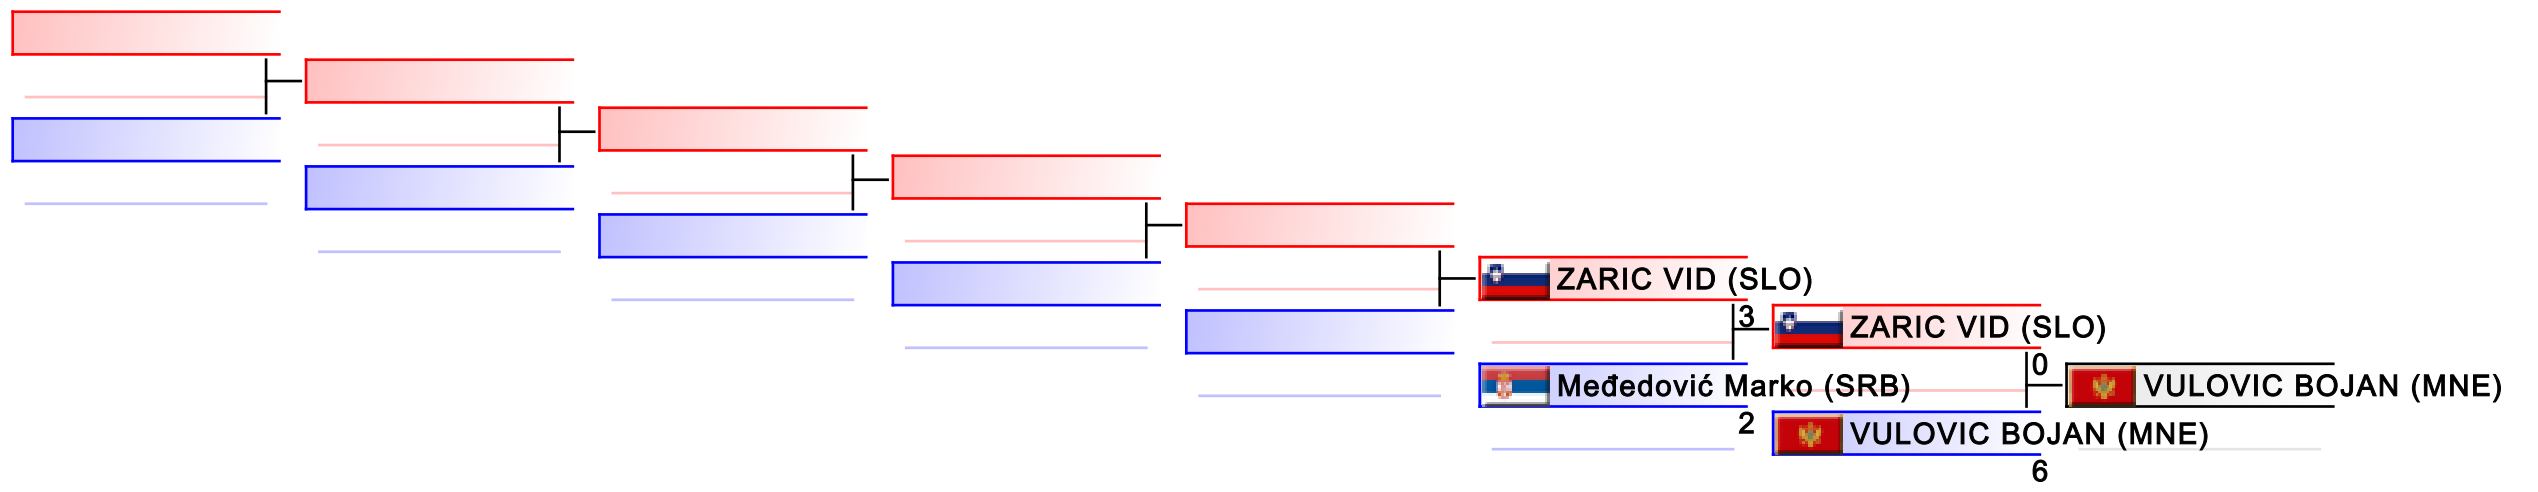 ZARIC VID (SLO)
3
ZARIC VID (SLO)
0
Međedović Marko (SRB)
VULOVIC BOJAN (MNE)
2
VULOVIC BOJAN (MNE)
6